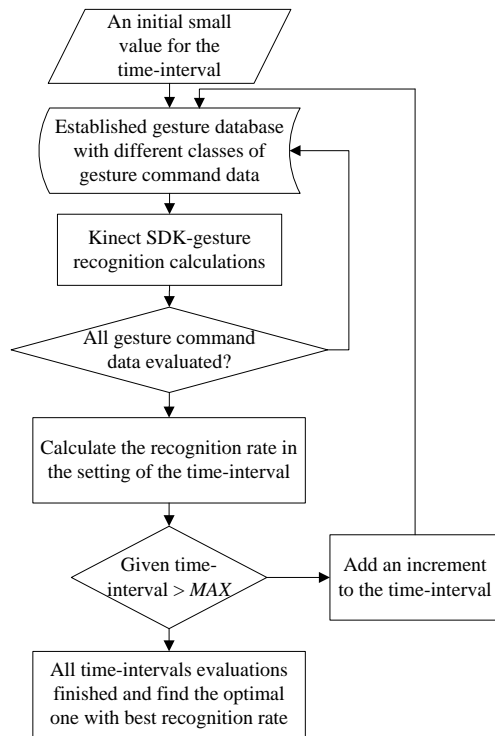 An initial small
value for the
time-interval
Established gesture database
with different classes of
gesture command data
Kinect SDK-gesture
recognition calculations
All gesture command
data evaluated?
Calculate the recognition rate in
the setting of the time-interval
Given time-
interval > MAX
Add an increment
to the time-interval
All time-intervals evaluations
finished and find the optimal
one with best recognition rate